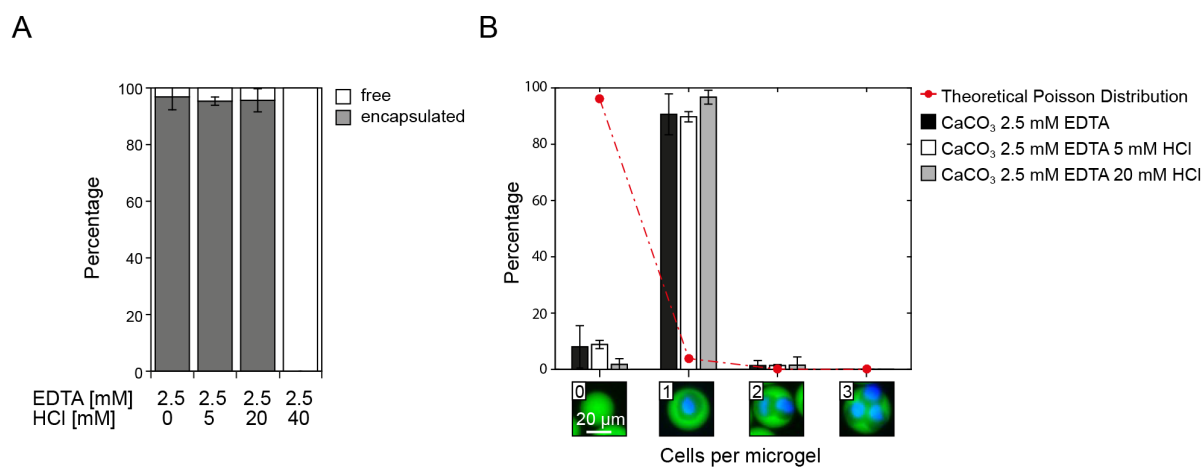 A
Percentage
100
80
60
40
20
0
free
encapsulated
EDTA [mM] 2.5 2.5 2.5 2.5
HCl [mM] 0 5 20 40
B
Percentage
100
80
60
40
20
0
Theoretical Poisson Distribution
CaCO₃ 2.5 mM EDTA
CaCO₃ 2.5 mM EDTA 5 mM HCl
CaCO₃ 2.5 mM EDTA 20 mM HCl
0 1 2 3
20 µm
Cells per microgel